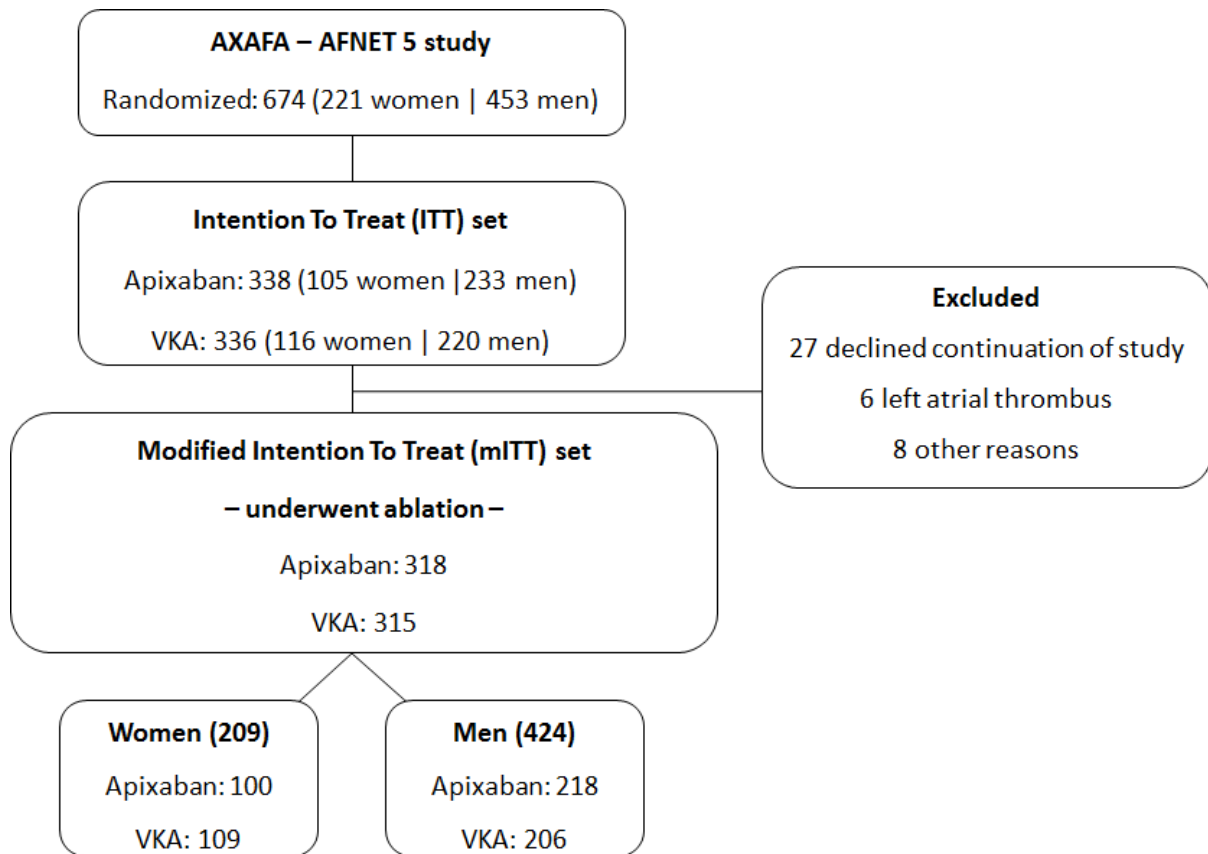 AXAFA – AFNET 5 study
Randomized: 674 (221 women | 453 men)
Intention To Treat (ITT) set
Apixaban: 338 (105 women |233 men)
VKA: 336 (116 women | 220 men)
Excluded
27 declined continuation of study
6 left atrial thrombus
8 other reasons
Modified Intention To Treat (mITT) set
– underwent ablation –
Apixaban: 318
VKA: 315
Women (209)
Apixaban: 100
VKA: 109
Men (424)
Apixaban: 218
VKA: 206